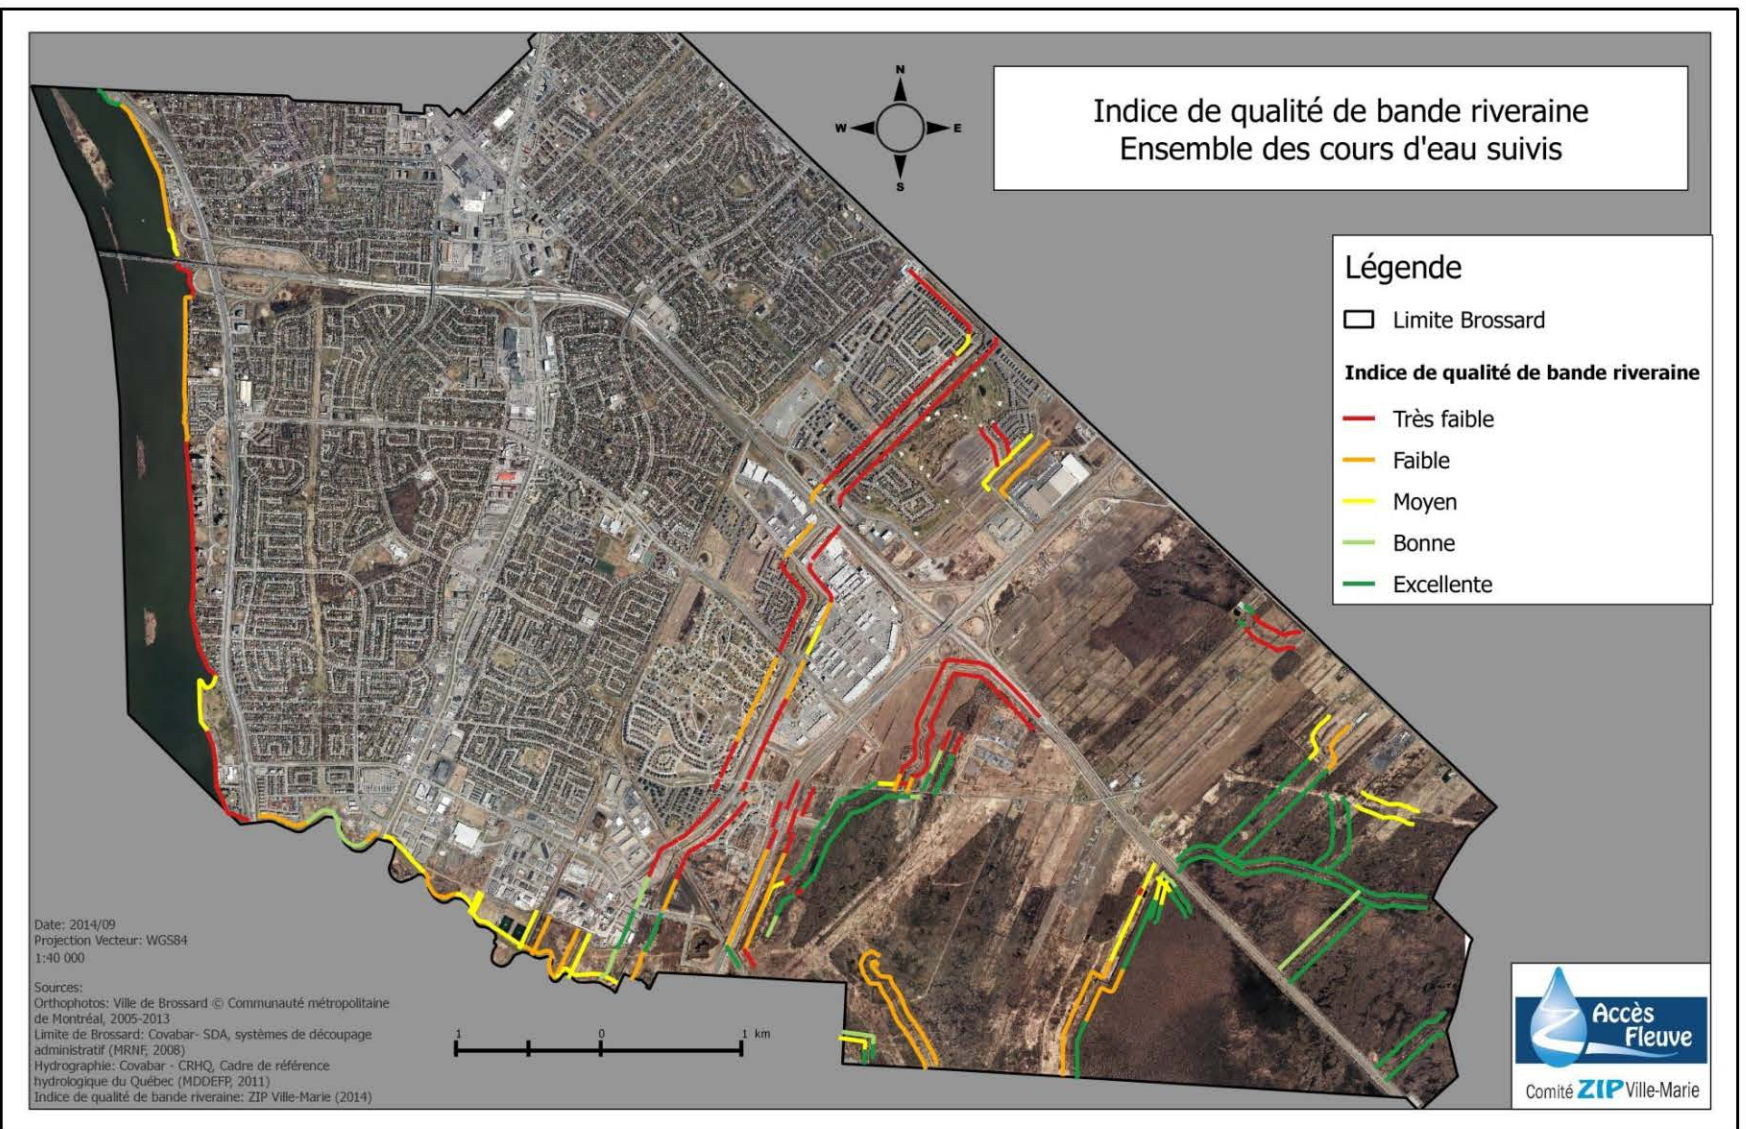 Indice de qualité de bande riveraine
Ensemble des cours d'eau suivis
N
W
E
S
Légende
Limite Brossard
Indice de qualité de bande riveraine
Très faible
Faible
Moyen
Bonne
Excellente
Date: 2014/09
Projection Vecteur: WGS84
1:40 000
Sources:
Orthophotos: Ville de Brossard © Communauté métropolitaine
de Montréal, 2005-2013
Limite de Brossard: Covabar- SDA, systèmes de découpage
administratif (MRNF, 2008)
Hydrographie: Covabar - CRHQ, Cadre de référence
hydrologique du Québec (MDDEFP, 2011)
Indice de qualité de bande riveraine: ZIP Ville-Marie (2014)
1 0 1 km
Accès
Fleuve
Comité ZIP Ville-Marie